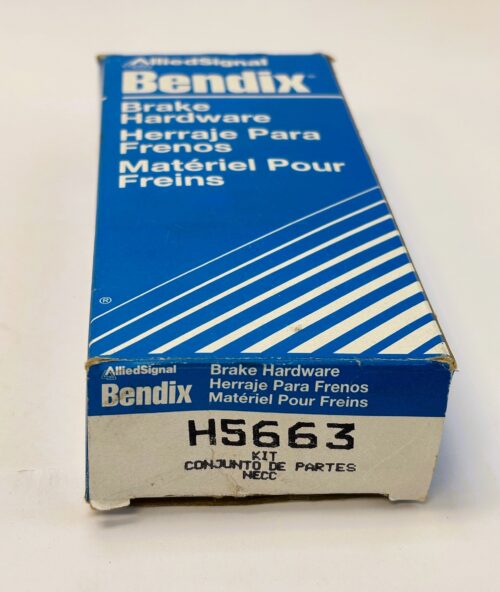 AlliedSignal
Bendix
Brake
Hardware
Herraje Para
Frenos
Matériel Pour
Freins
®
AlliedSignal
Bendix
Brake Hardware
Herraje Para Frenos
Matériel Pour Freins
H5663
KIT
CONJUNTO DE PARTES
NECC